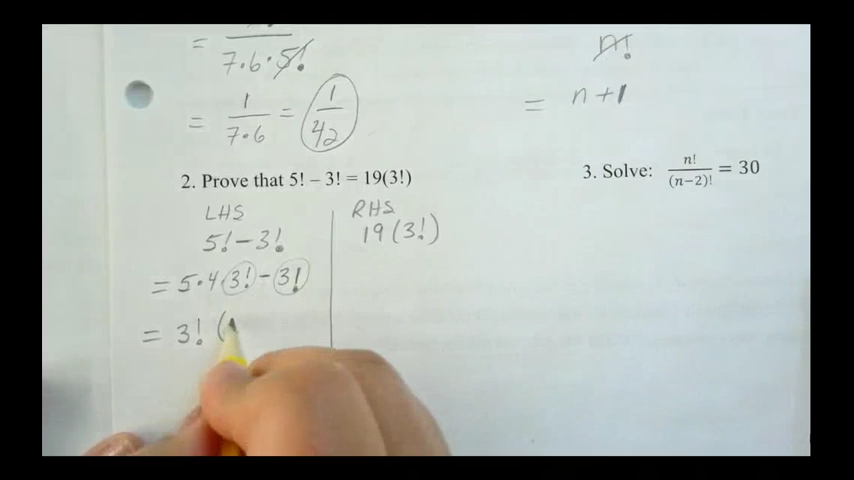 =
7·6·5!
= 1/7·6 = 1/42
n!
= n+1
2. Prove that 5! – 3! = 19(3!)
LHS
5!-3!
= 5·4 3! - 3!
= 3! (
RHS
19(3!)
3. Solve: n!/(n−2)! = 30